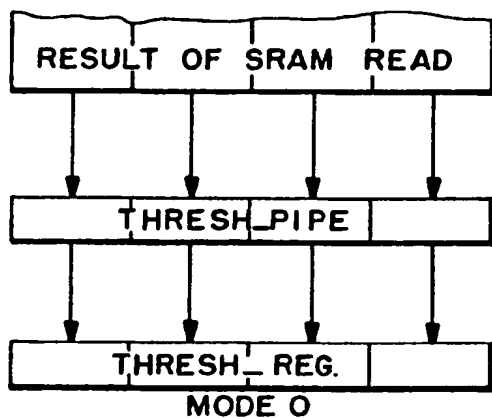 RESULT OF SRAM READ
THRESH_PIPE
THRESH_REG.
MODE 0